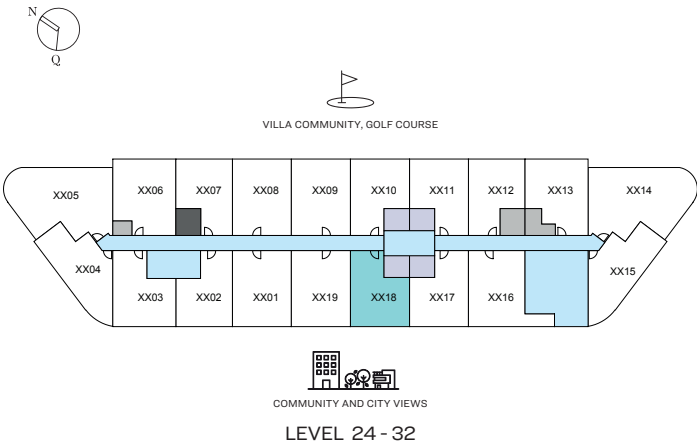 N
Q
VILLA COMMUNITY, GOLF COURSE
XX05
XX06
XX07
XX08
XX09
XX10
XX11
XX12
XX13
XX14
XX04
XX03
XX02
XX01
XX19
XX18
XX17
XX16
XX15
COMMUNITY AND CITY VIEWS
LEVEL 24 - 32